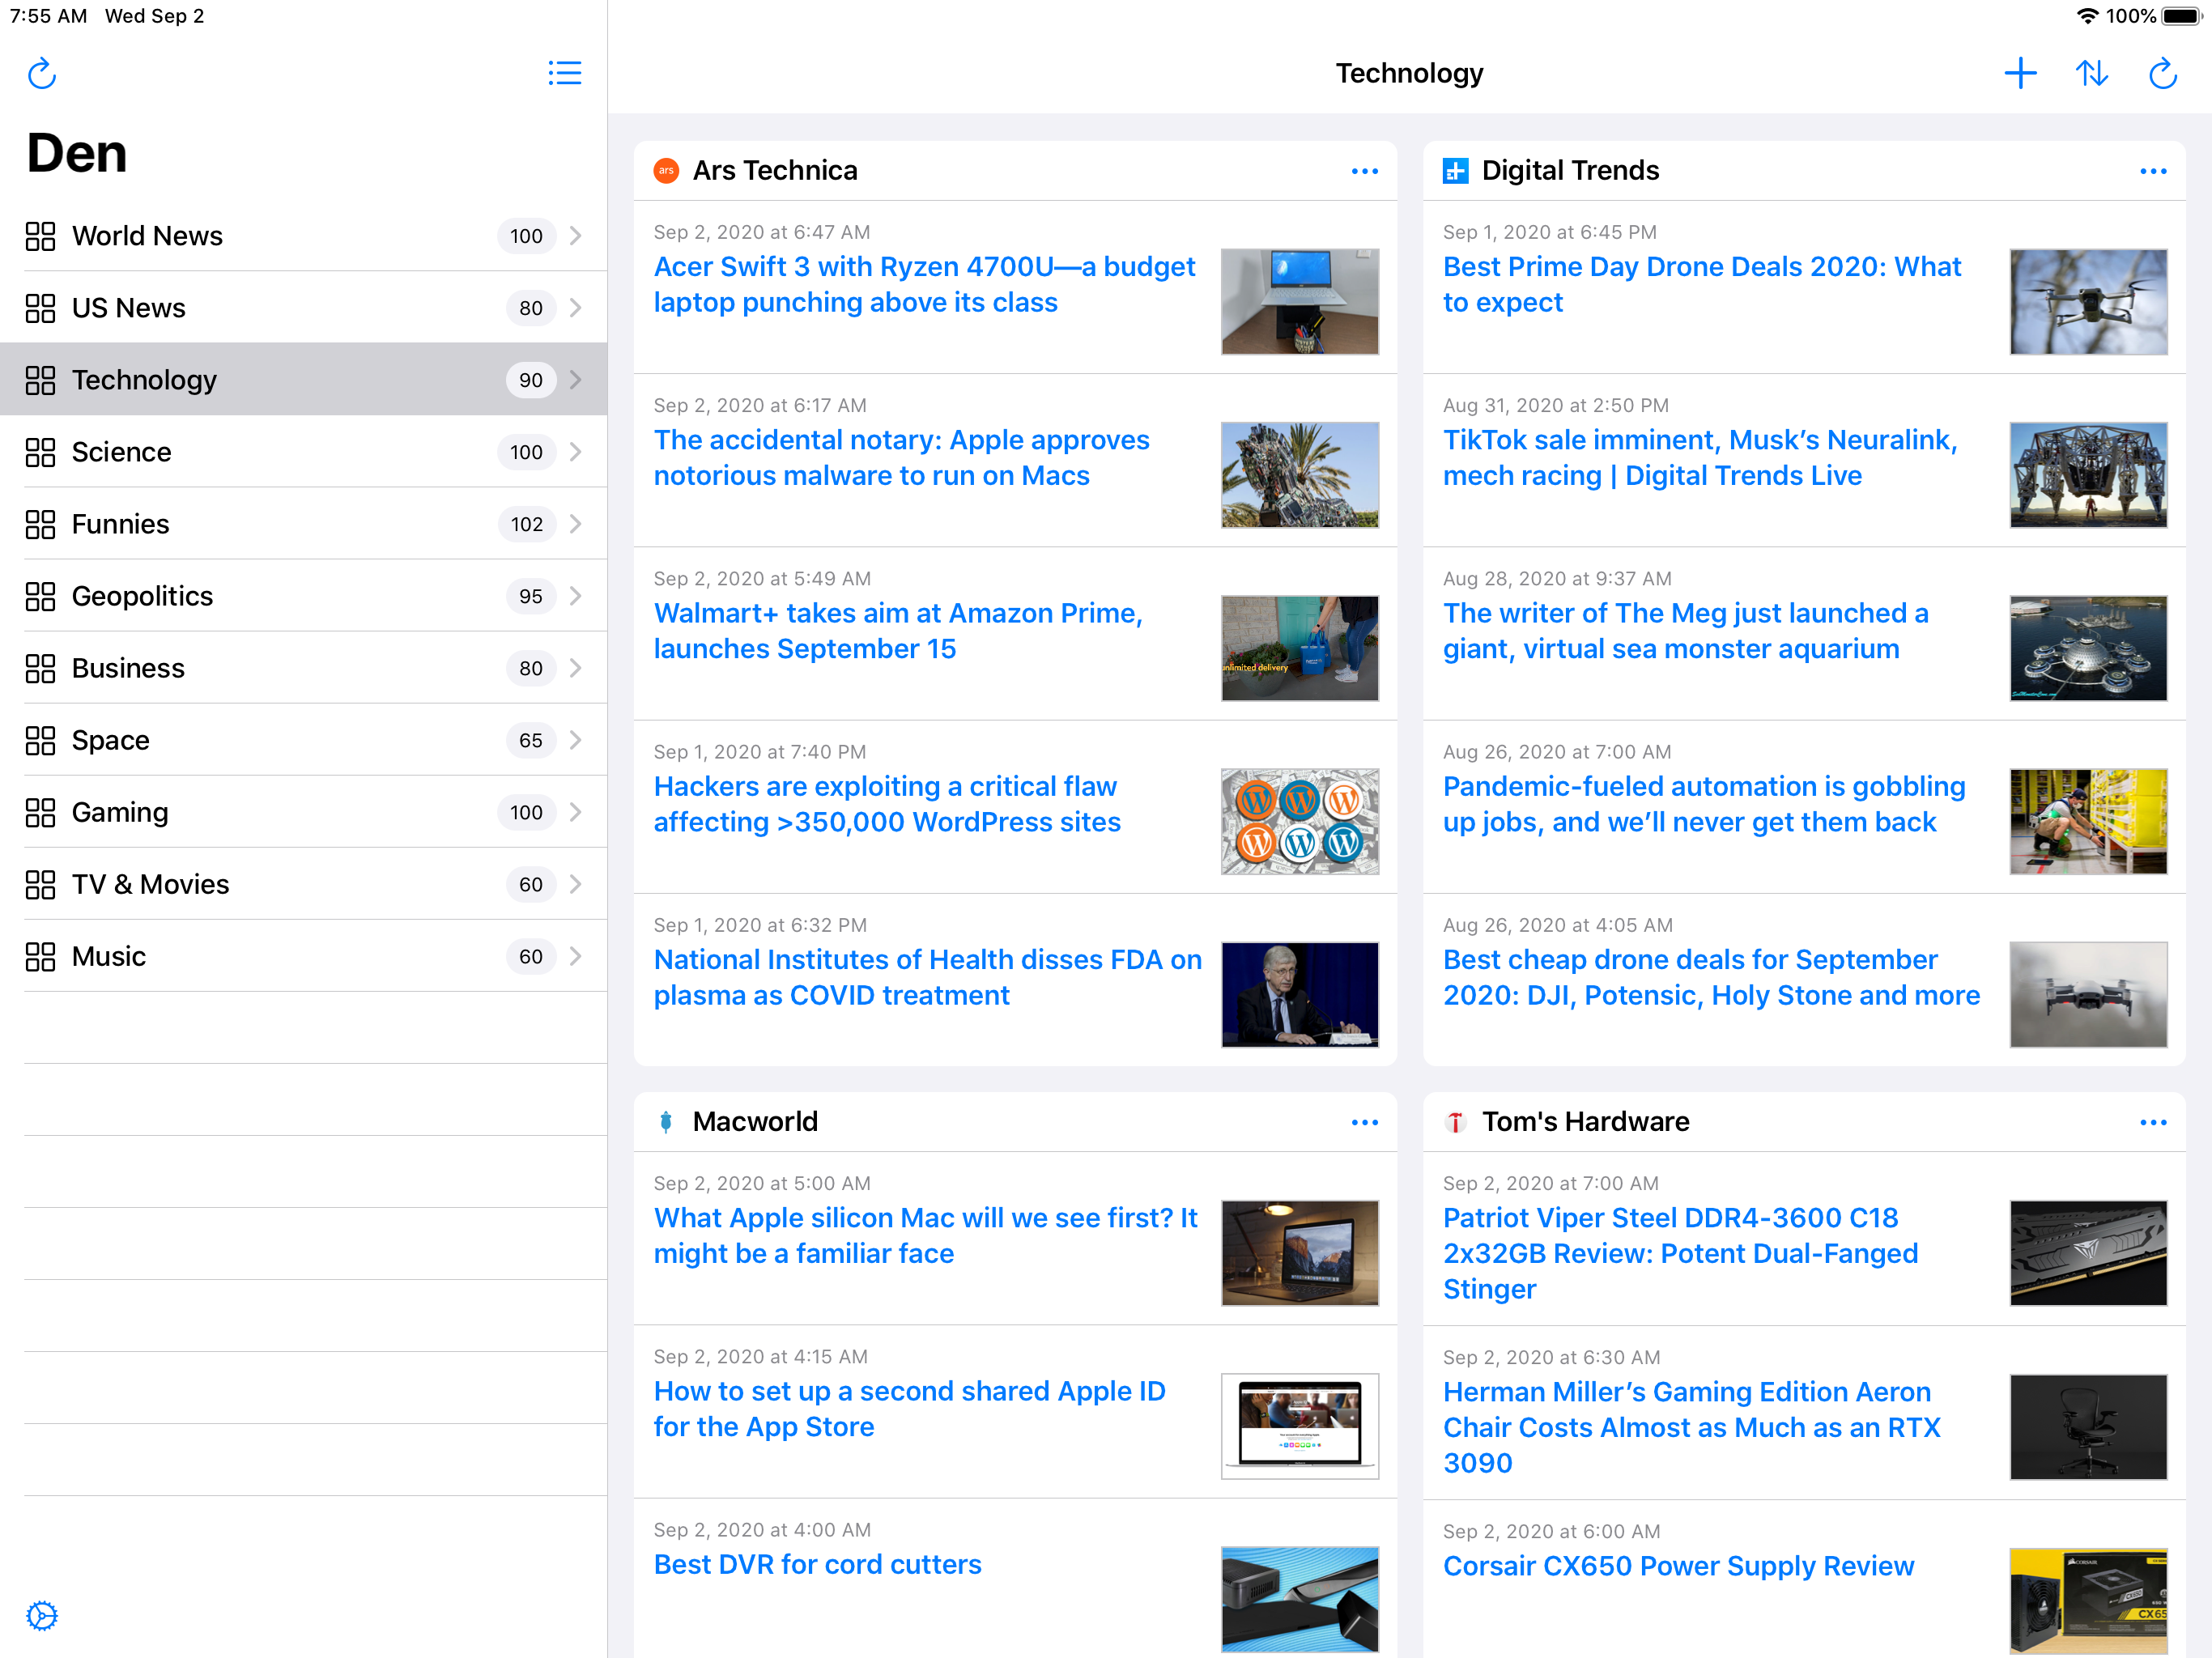 7:55 AM Wed Sep 2
100%
Den
World News 100
US News 80
Technology 90
Science 100
Funnies 102
Geopolitics 95
Business 80
Space 65
Gaming 100
TV & Movies 60
Music 60
Technology
ars Ars Technica
Sep 2, 2020 at 6:47 AM
Acer Swift 3 with Ryzen 4700U—a budget
laptop punching above its class
Sep 2, 2020 at 6:17 AM
The accidental notary: Apple approves
notorious malware to run on Macs
Sep 2, 2020 at 5:49 AM
Walmart+ takes aim at Amazon Prime,
launches September 15
unlimited delivery
Sep 1, 2020 at 7:40 PM
Hackers are exploiting a critical flaw
affecting >350,000 WordPress sites
Sep 1, 2020 at 6:32 PM
National Institutes of Health disses FDA on
plasma as COVID treatment
Digital Trends
Sep 1, 2020 at 6:45 PM
Best Prime Day Drone Deals 2020: What
to expect
Aug 31, 2020 at 2:50 PM
TikTok sale imminent, Musk’s Neuralink,
mech racing | Digital Trends Live
Aug 28, 2020 at 9:37 AM
The writer of The Meg just launched a
giant, virtual sea monster aquarium
Aug 26, 2020 at 7:00 AM
Pandemic-fueled automation is gobbling
up jobs, and we’ll never get them back
Aug 26, 2020 at 4:05 AM
Best cheap drone deals for September
2020: DJI, Potensic, Holy Stone and more
Macworld
Sep 2, 2020 at 5:00 AM
What Apple silicon Mac will we see first? It
might be a familiar face
Sep 2, 2020 at 4:15 AM
How to set up a second shared Apple ID
for the App Store
Sep 2, 2020 at 4:00 AM
Best DVR for cord cutters
Tom's Hardware
Sep 2, 2020 at 7:00 AM
Patriot Viper Steel DDR4-3600 C18
2x32GB Review: Potent Dual-Fanged
Stinger
Sep 2, 2020 at 6:30 AM
Herman Miller’s Gaming Edition Aeron
Chair Costs Almost as Much as an RTX
3090
Sep 2, 2020 at 6:00 AM
Corsair CX650 Power Supply Review
CORSAIR
CX65